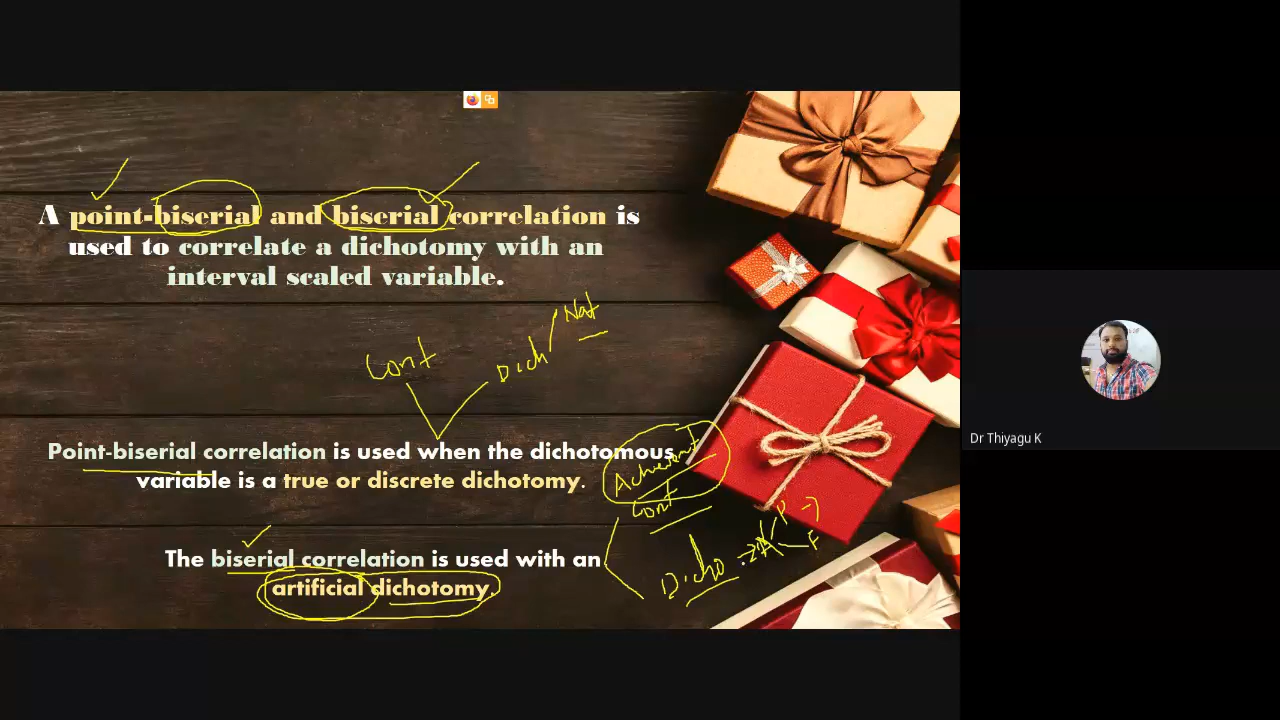 A point-biserial and biserial correlation is
used to correlate a dichotomy with an
interval scaled variable.
Nat
Cont
Dich
Point-biserial correlation is used when the dichotomous
variable is a true or discrete dichotomy.
Cont
P
F
The biserial correlation is used with an
Dicho
artificial dichotomy.
Dr Thiyagu K